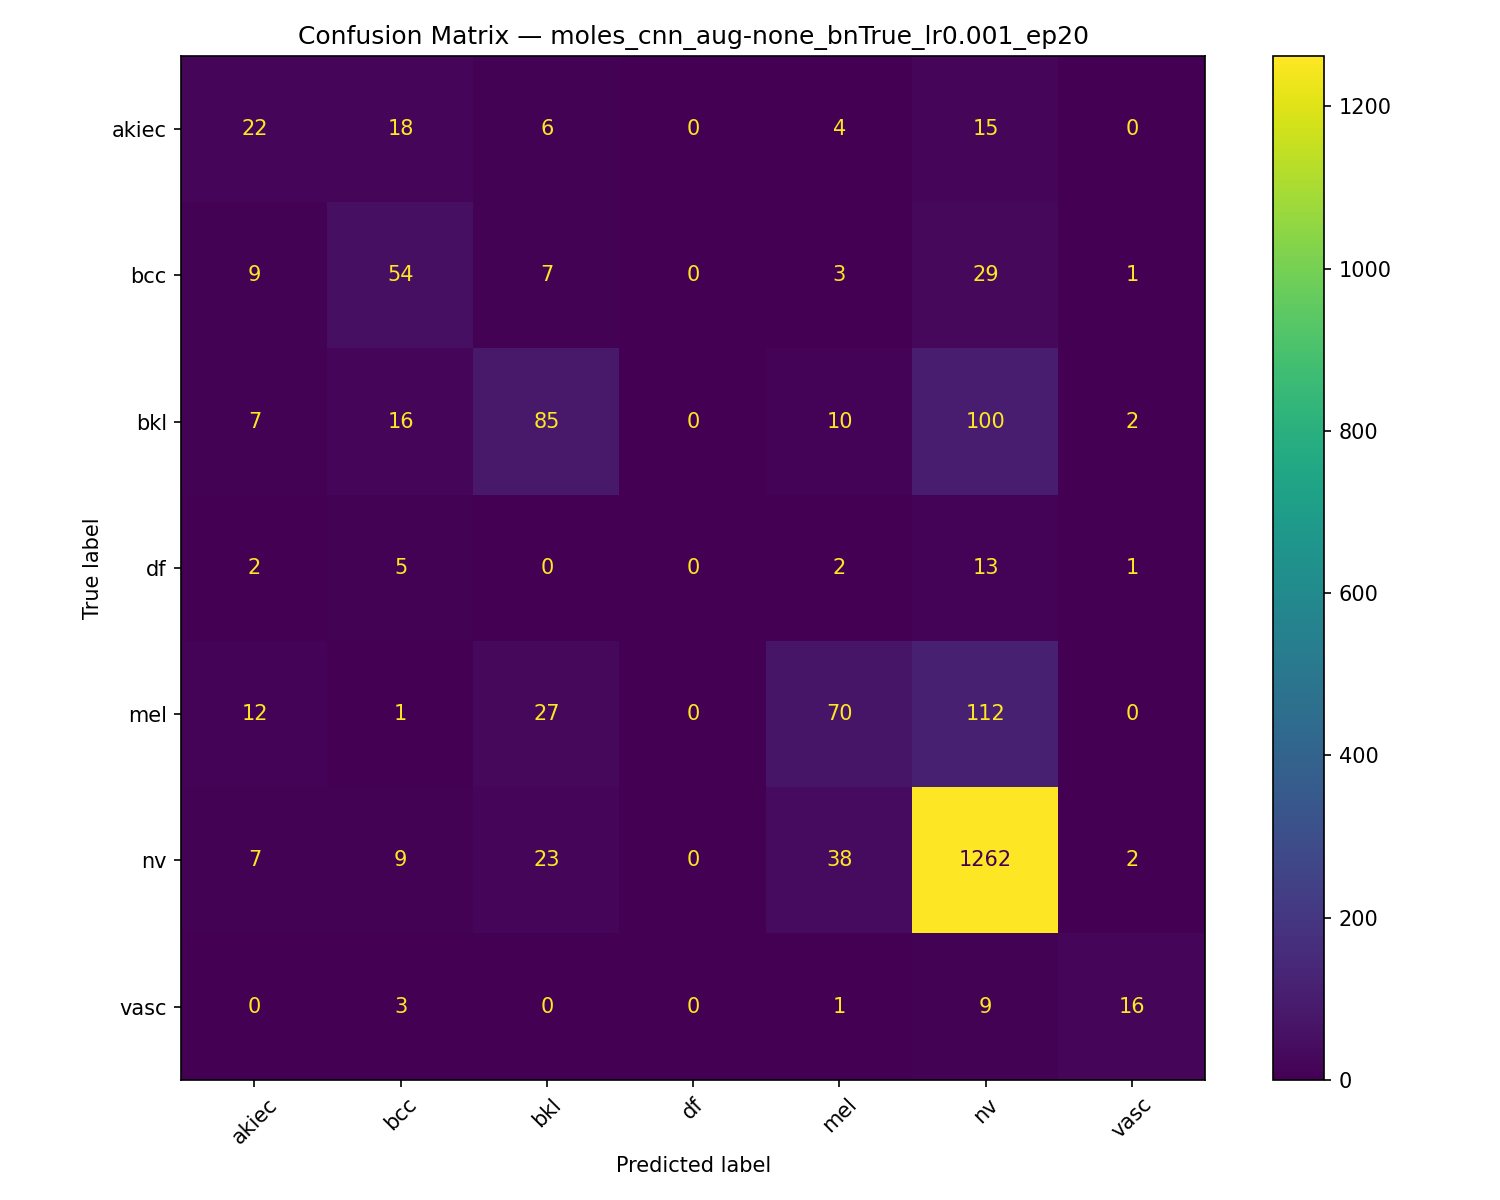 Confusion Matrix — moles_cnn_aug-none_bnTrue_lr0.001_ep20
akiec 22 18 6 0 4 15 0
bcc 9 54 7 0 3 29 1
bkl 7 16 85 0 10 100 2
df 2 5 0 0 2 13 1
mel 12 1 27 0 70 112 0
nv 7 9 23 0 38 1262 2
vasc 0 3 0 0 1 9 16
akiec bcc bkl df mel nv vasc
True label
Predicted label
1200
1000
800
600
400
200
0